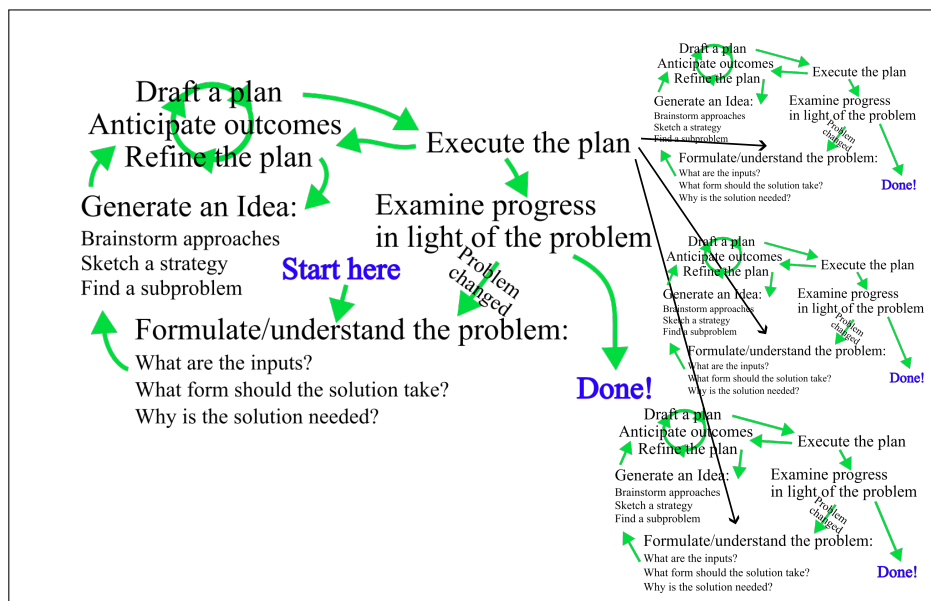 Draft a plan
Anticipate outcomes
Refine the plan
Execute the plan
Generate an Idea:
Brainstorm approaches
Sketch a strategy
Find a subproblem
Examine progress
in light of the problem
Start here
Problem
changed
Formulate/understand the problem:
What are the inputs?
What form should the solution take?
Why is the solution needed?
Done!
Draft a plan
Anticipate outcomes
Refine the plan
Execute the plan
Generate an Idea:
Brainstorm approaches
Sketch a strategy
Find a subproblem
Examine progress
in light of the problem
Problem
changed
Formulate/understand the problem:
What are the inputs?
What form should the solution take?
Why is the solution needed?
Done!
Draft a plan
Anticipate outcomes
Refine the plan
Execute the plan
Generate an Idea:
Brainstorm approaches
Sketch a strategy
Find a subproblem
Examine progress
in light of the problem
Problem
changed
Formulate/understand the problem:
What are the inputs?
What form should the solution take?
Why is the solution needed?
Done!
Draft a plan
Anticipate outcomes
Refine the plan
Execute the plan
Generate an Idea:
Brainstorm approaches
Sketch a strategy
Find a subproblem
Examine progress
in light of the problem
Problem
changed
Formulate/understand the problem:
What are the inputs?
What form should the solution take?
Why is the solution needed?
Done!